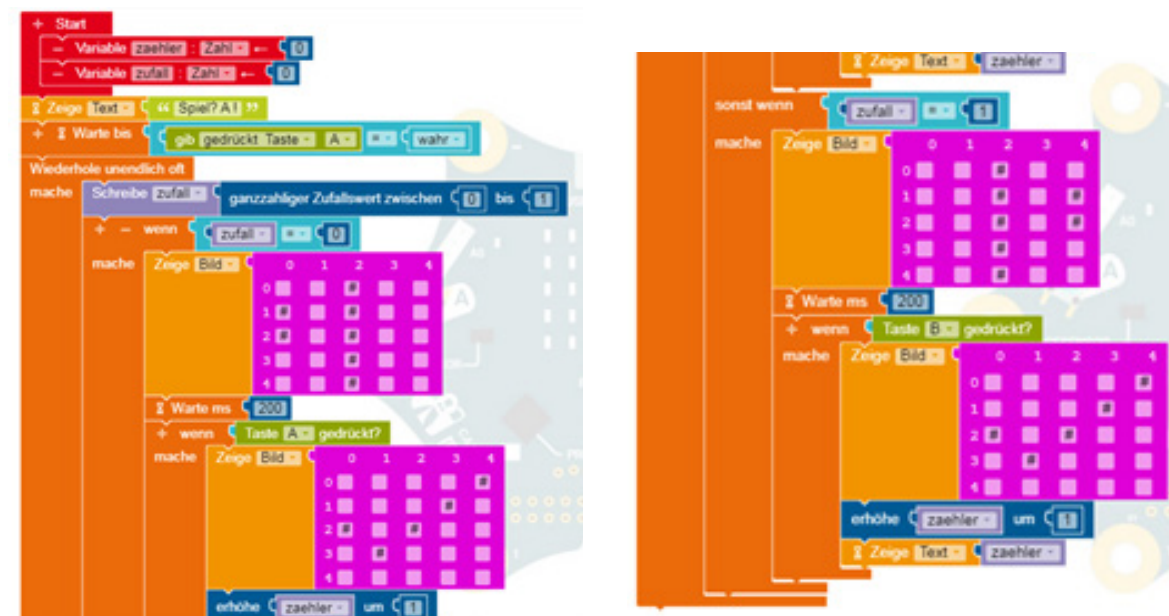 + Start
− Variable zaehler : Zahl ← 0
− Variable zufall : Zahl ← 0
Zeige Text “ Spiel? A! ”
+ Warte bis gib gedrückt Taste A = wahr
Wiederhole unendlich oft
mache Schreibe zufall ganzzahliger Zufallswert zwischen 0 bis 1
+ − wenn zufall = 0
mache Zeige Bild 0 1 2 3 4
0 #
1 # #
2 # #
3 #
4 #
Warte ms 200
+ wenn Taste A gedrückt?
mache Zeige Bild 0 1 2 3 4
0 #
1 #
2 # #
3 #
4
erhöhe zaehler um 1
Zeige Text zaehler
sonst wenn zufall = 1
mache Zeige Bild 0 1 2 3 4
0 #
1 # #
2 # #
3 #
4 #
Warte ms 200
+ wenn Taste B gedrückt?
mache Zeige Bild 0 1 2 3 4
0 #
1 #
2 # #
3 #
4
erhöhe zaehler um 1
Zeige Text zaehler